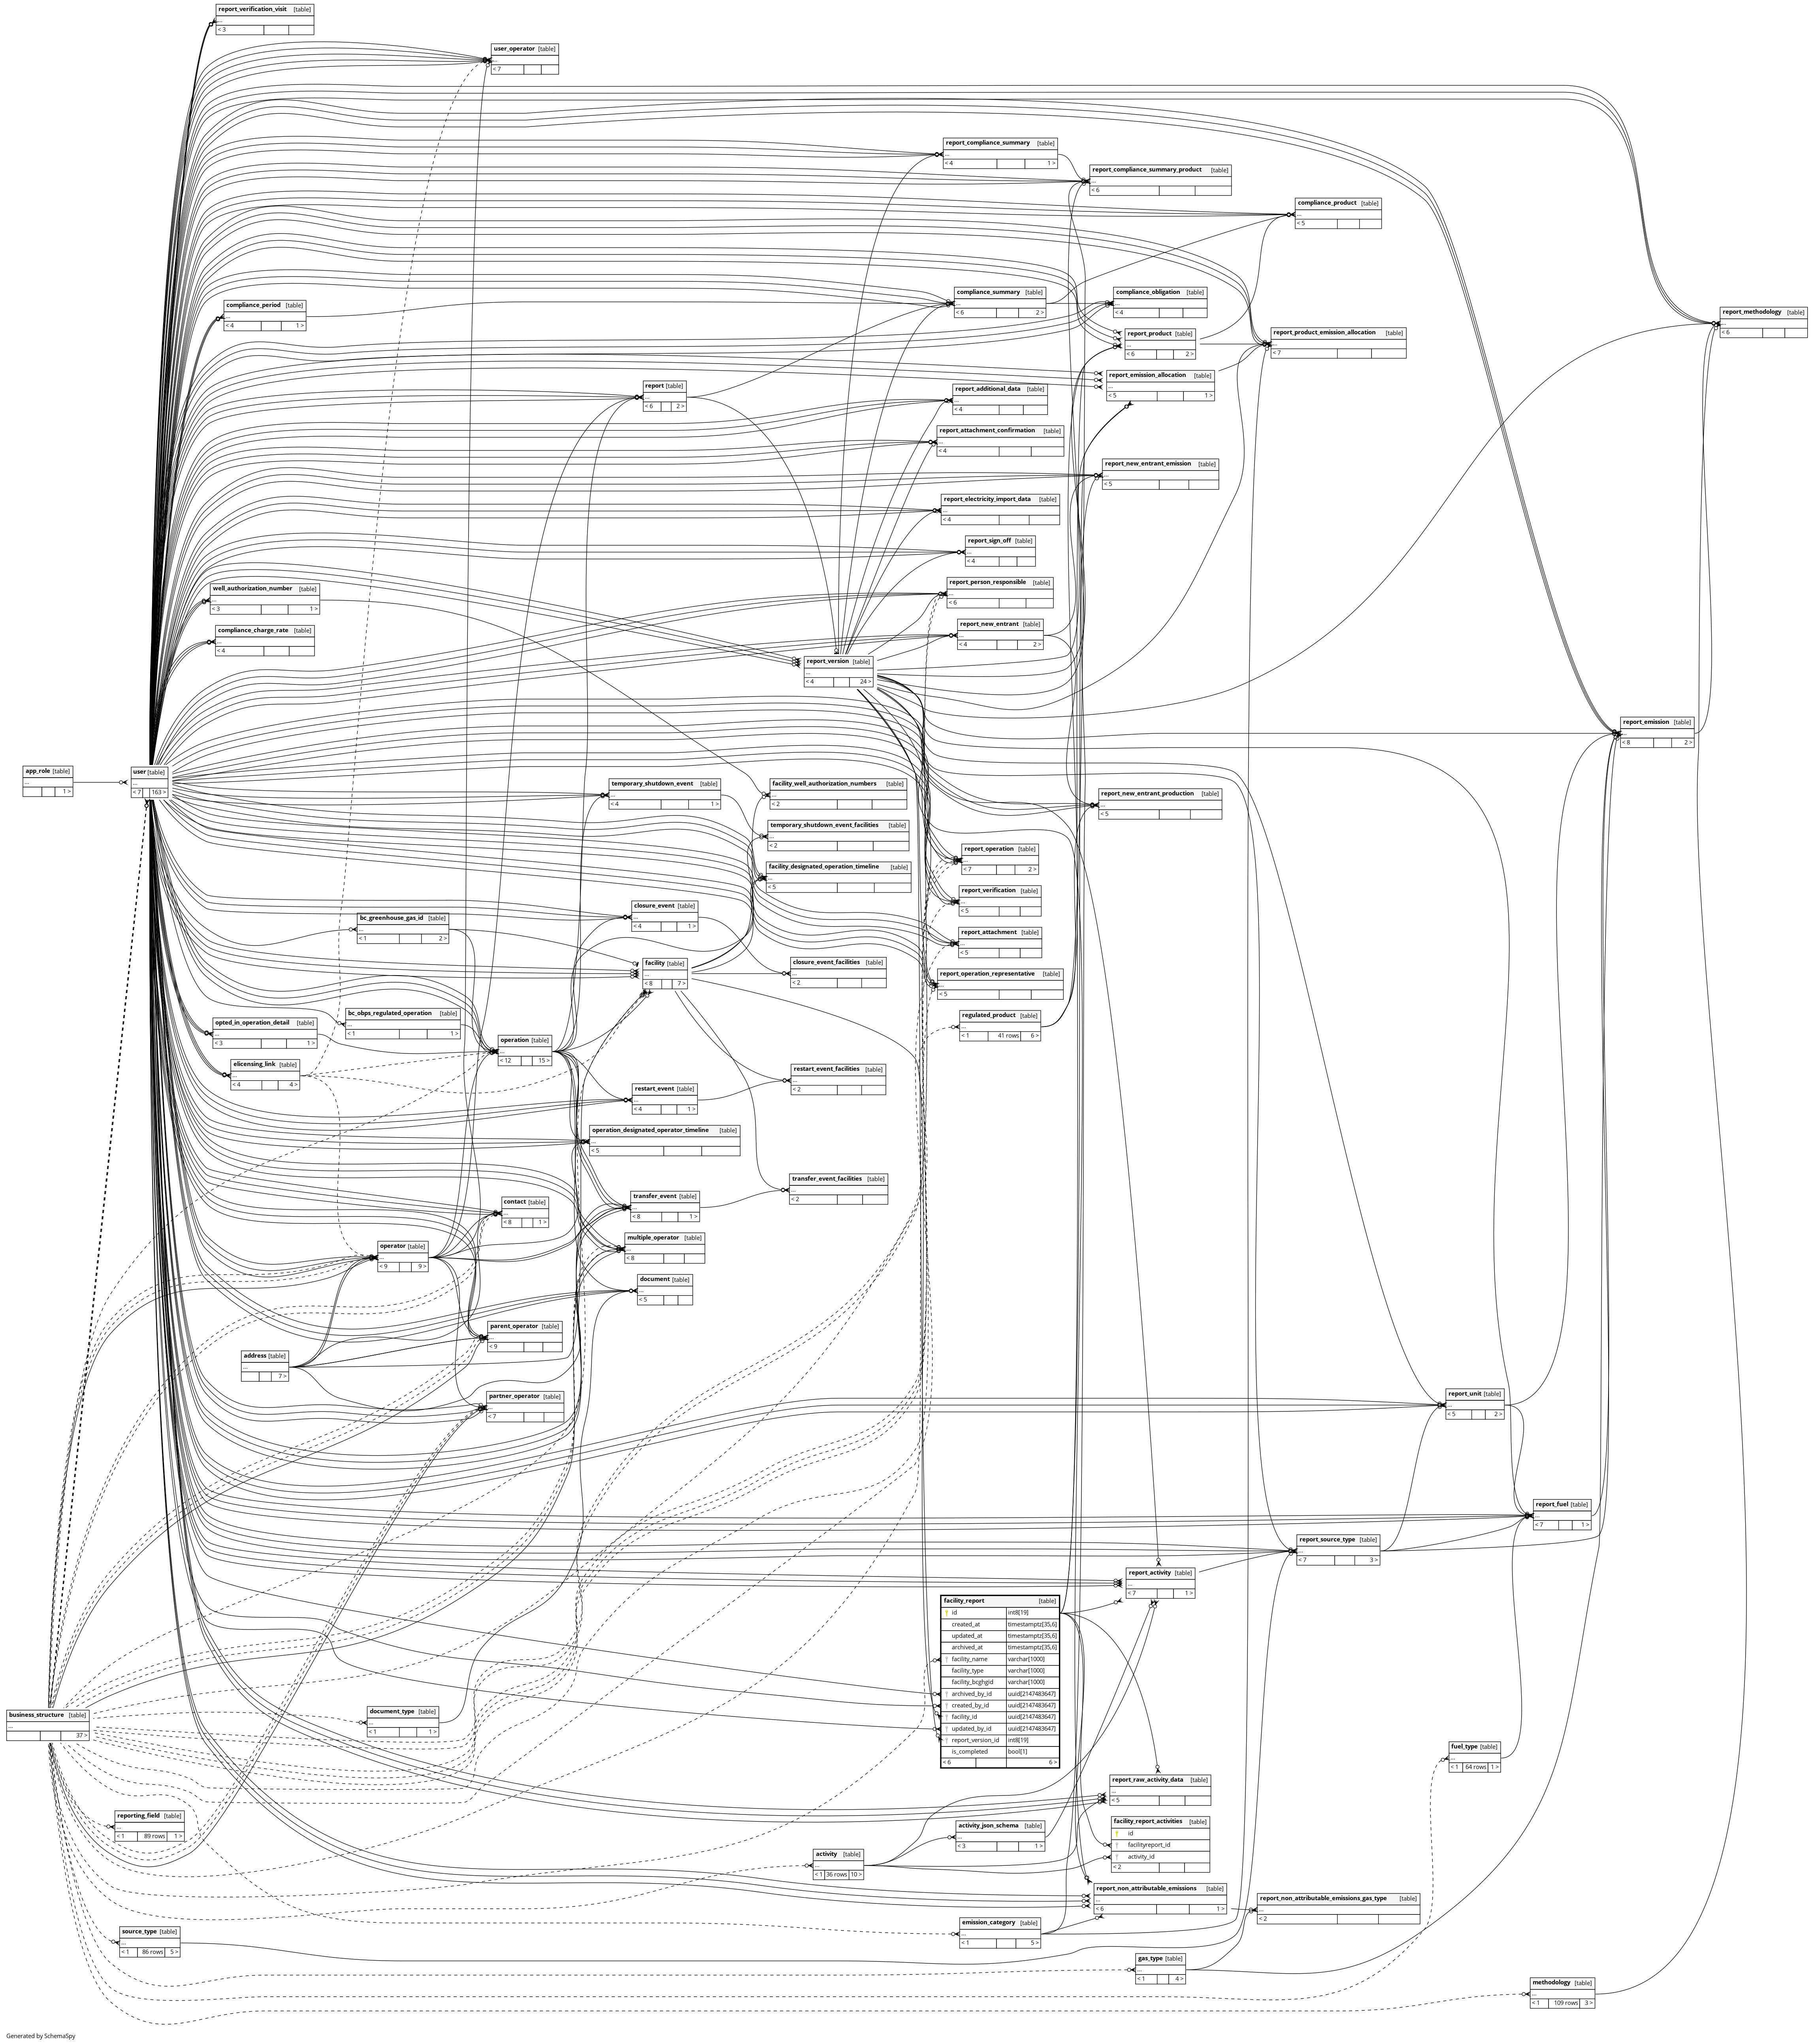 report_verification_visit [table]
...
< 3
user_operator [table]
...
< 7
report_compliance_summary [table]
...
< 4 1 >
report_compliance_summary_product [table]
...
< 6
compliance_product [table]
...
< 5
compliance_period [table]
...
< 4 1 >
compliance_summary [table]
...
< 6 2 >
compliance_obligation [table]
...
< 4
report_methodology [table]
...
< 6
report_product [table]
...
< 6 2 >
report_product_emission_allocation [table]
...
< 7
report_emission_allocation [table]
...
< 5 1 >
report [table]
...
< 6 2 >
report_additional_data [table]
...
< 4
report_attachment_confirmation [table]
...
< 4
report_new_entrant_emission [table]
...
< 5
report_electricity_import_data [table]
...
< 4
report_sign_off [table]
...
< 4
report_person_responsible [table]
...
< 6
well_authorization_number [table]
...
< 3 1 >
compliance_charge_rate [table]
...
< 4
report_new_entrant [table]
...
< 4 2 >
report_version [table]
...
< 4 24 >
report_emission [table]
...
< 8 2 >
app_role [table]
...
1 >
user [table]
...
< 7 163 >
temporary_shutdown_event [table]
...
< 4 1 >
facility_well_authorization_numbers [table]
...
< 2
report_new_entrant_production [table]
...
< 5
temporary_shutdown_event_facilities [table]
...
< 2
report_operation [table]
...
< 7 2 >
facility_designated_operation_timeline [table]
...
< 5
report_verification [table]
...
< 5
closure_event [table]
...
< 4 1 >
bc_greenhouse_gas_id [table]
...
< 1 2 >
report_attachment [table]
...
< 5
facility [table]
...
< 8 7 >
closure_event_facilities [table]
...
< 2
report_operation_representative [table]
...
< 5
bc_obps_regulated_operation [table]
...
< 1 1 >
regulated_product [table]
...
< 1 41 rows 6 >
opted_in_operation_detail [table]
...
< 3 1 >
operation [table]
...
< 12 15 >
elicensing_link [table]
...
< 4 4 >
restart_event_facilities [table]
...
< 2
restart_event [table]
...
< 4 1 >
operation_designated_operator_timeline [table]
...
< 5
transfer_event_facilities [table]
...
< 2
contact [table]
...
< 8 1 >
transfer_event [table]
...
< 8 1 >
multiple_operator [table]
...
< 8
operator [table]
...
< 9 9 >
document [table]
...
< 5
parent_operator [table]
...
< 9
address [table]
...
7 >
partner_operator [table]
...
< 7
report_unit [table]
...
< 5 2 >
report_fuel [table]
...
< 7 1 >
report_source_type [table]
...
< 7 3 >
report_activity [table]
...
< 7 1 >
facility_report [table]
id int8[19]
created_at timestamptz[35,6]
updated_at timestamptz[35,6]
archived_at timestamptz[35,6]
facility_name varchar[1000]
facility_type varchar[1000]
facility_bcghgid varchar[1000]
archived_by_id uuid[2147483647]
created_by_id uuid[2147483647]
facility_id uuid[2147483647]
updated_by_id uuid[2147483647]
report_version_id int8[19]
is_completed bool[1]
< 6 6 >
business_structure [table]
...
37 >
document_type [table]
...
< 1 1 >
fuel_type [table]
...
< 1 64 rows 1 >
report_raw_activity_data [table]
...
< 5
reporting_field [table]
...
< 1 89 rows 1 >
activity_json_schema [table]
...
< 3 1 >
facility_report_activities [table]
id
facilityreport_id
activity_id
< 2
activity [table]
...
< 1 36 rows 10 >
report_non_attributable_emissions [table]
...
< 6 1 >
report_non_attributable_emissions_gas_type [table]
...
< 2
source_type [table]
...
< 1 86 rows 5 >
emission_category [table]
...
< 1 5 >
gas_type [table]
...
< 1 4 >
methodology [table]
...
< 1 109 rows 3 >
Generated by SchemaSpy